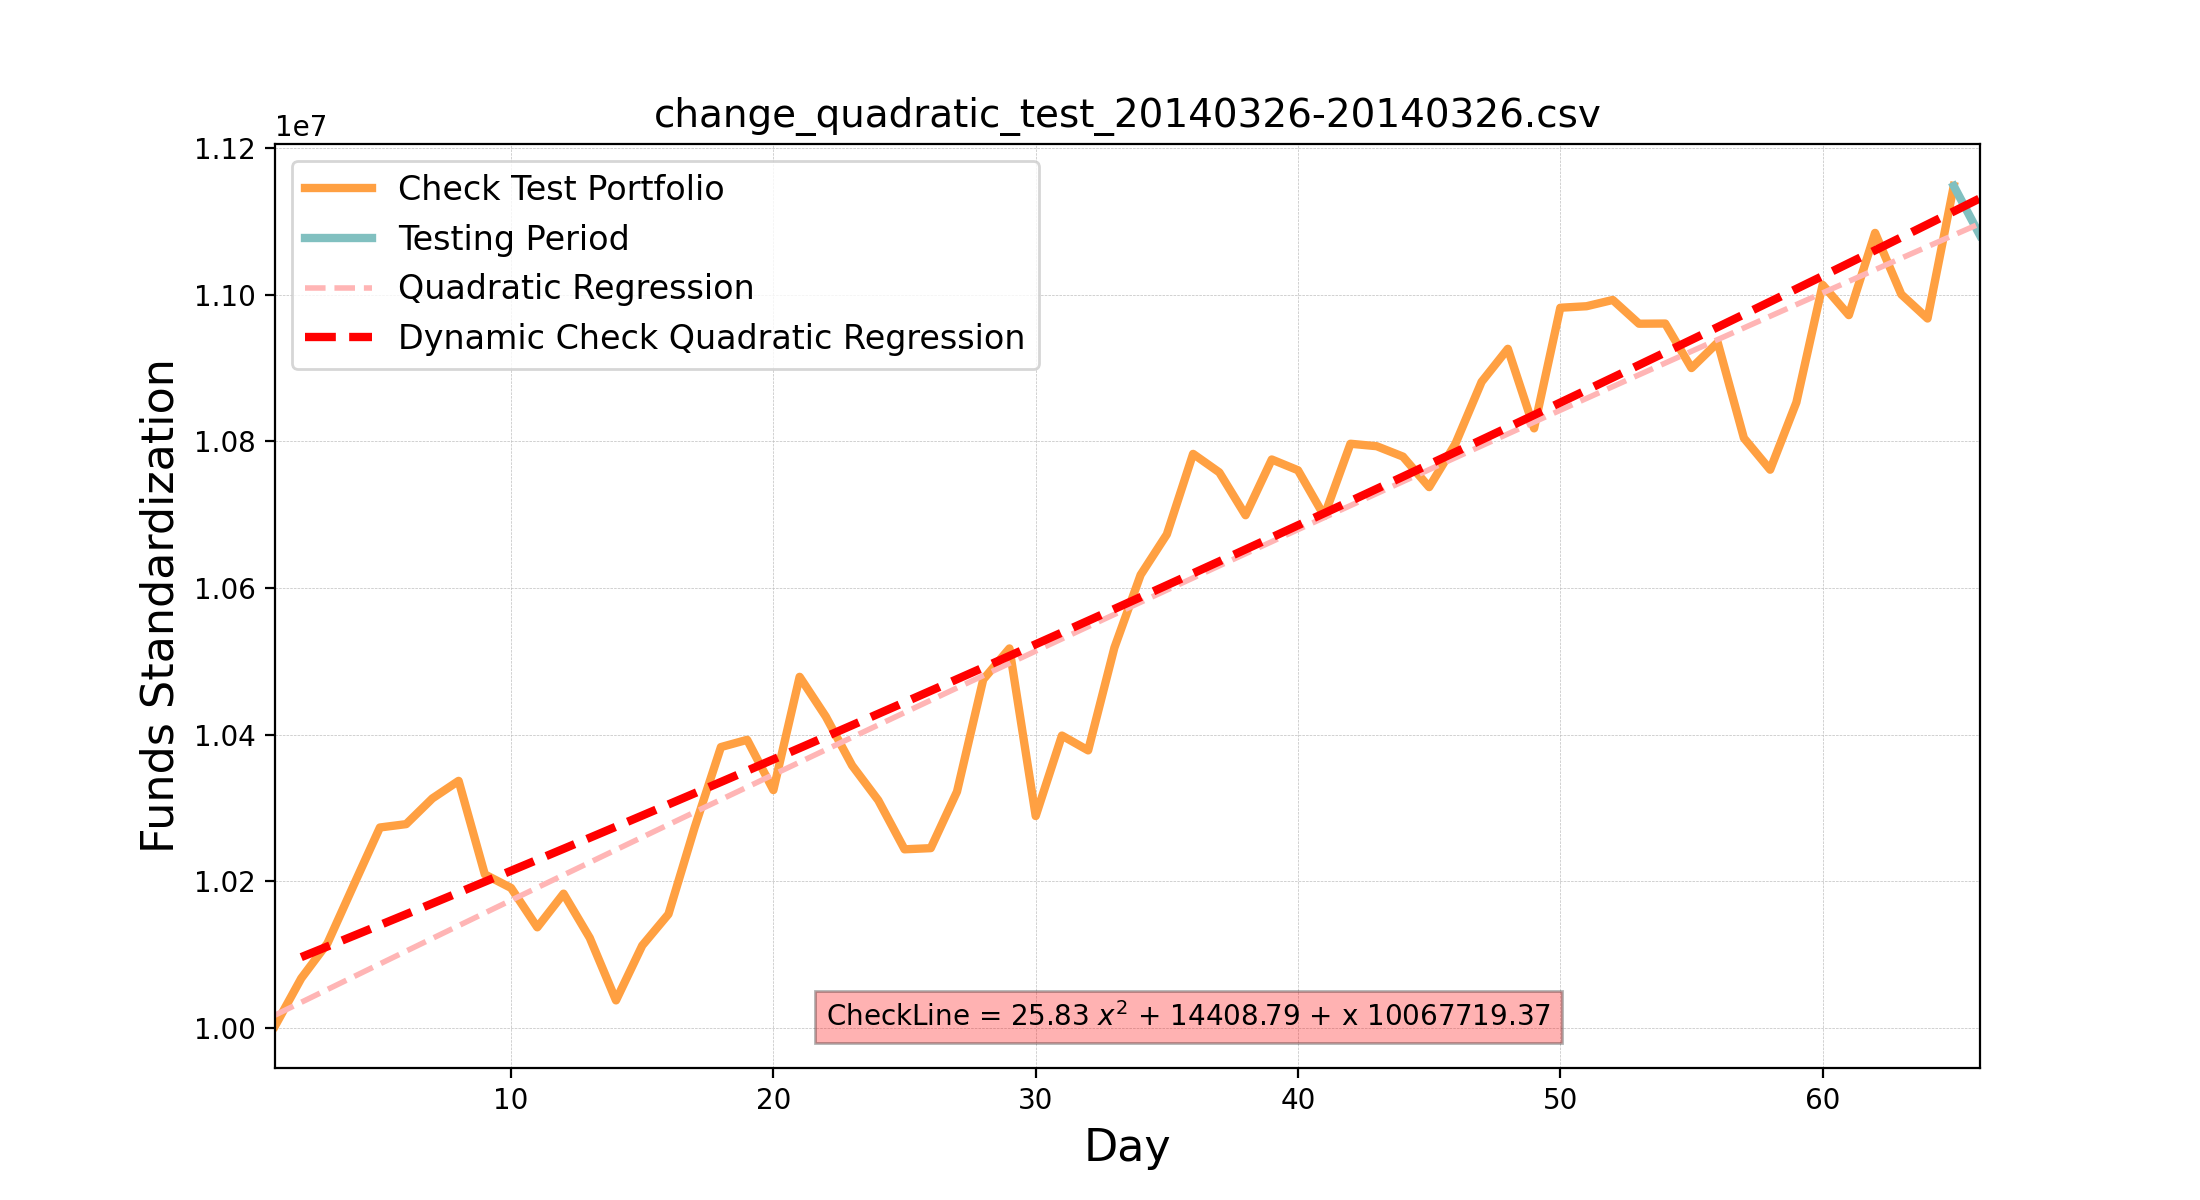 change_quadratic_test_20140326-20140326.csv
1e7
1.12
1.10
1.08
1.06
1.04
1.02
1.00
Funds Standardization
Check Test Portfolio
Testing Period
Quadratic Regression
Dynamic Check Quadratic Regression
CheckLine = 25.83 x² + 14408.79 + x 10067719.37
10 20 30 40 50 60
Day